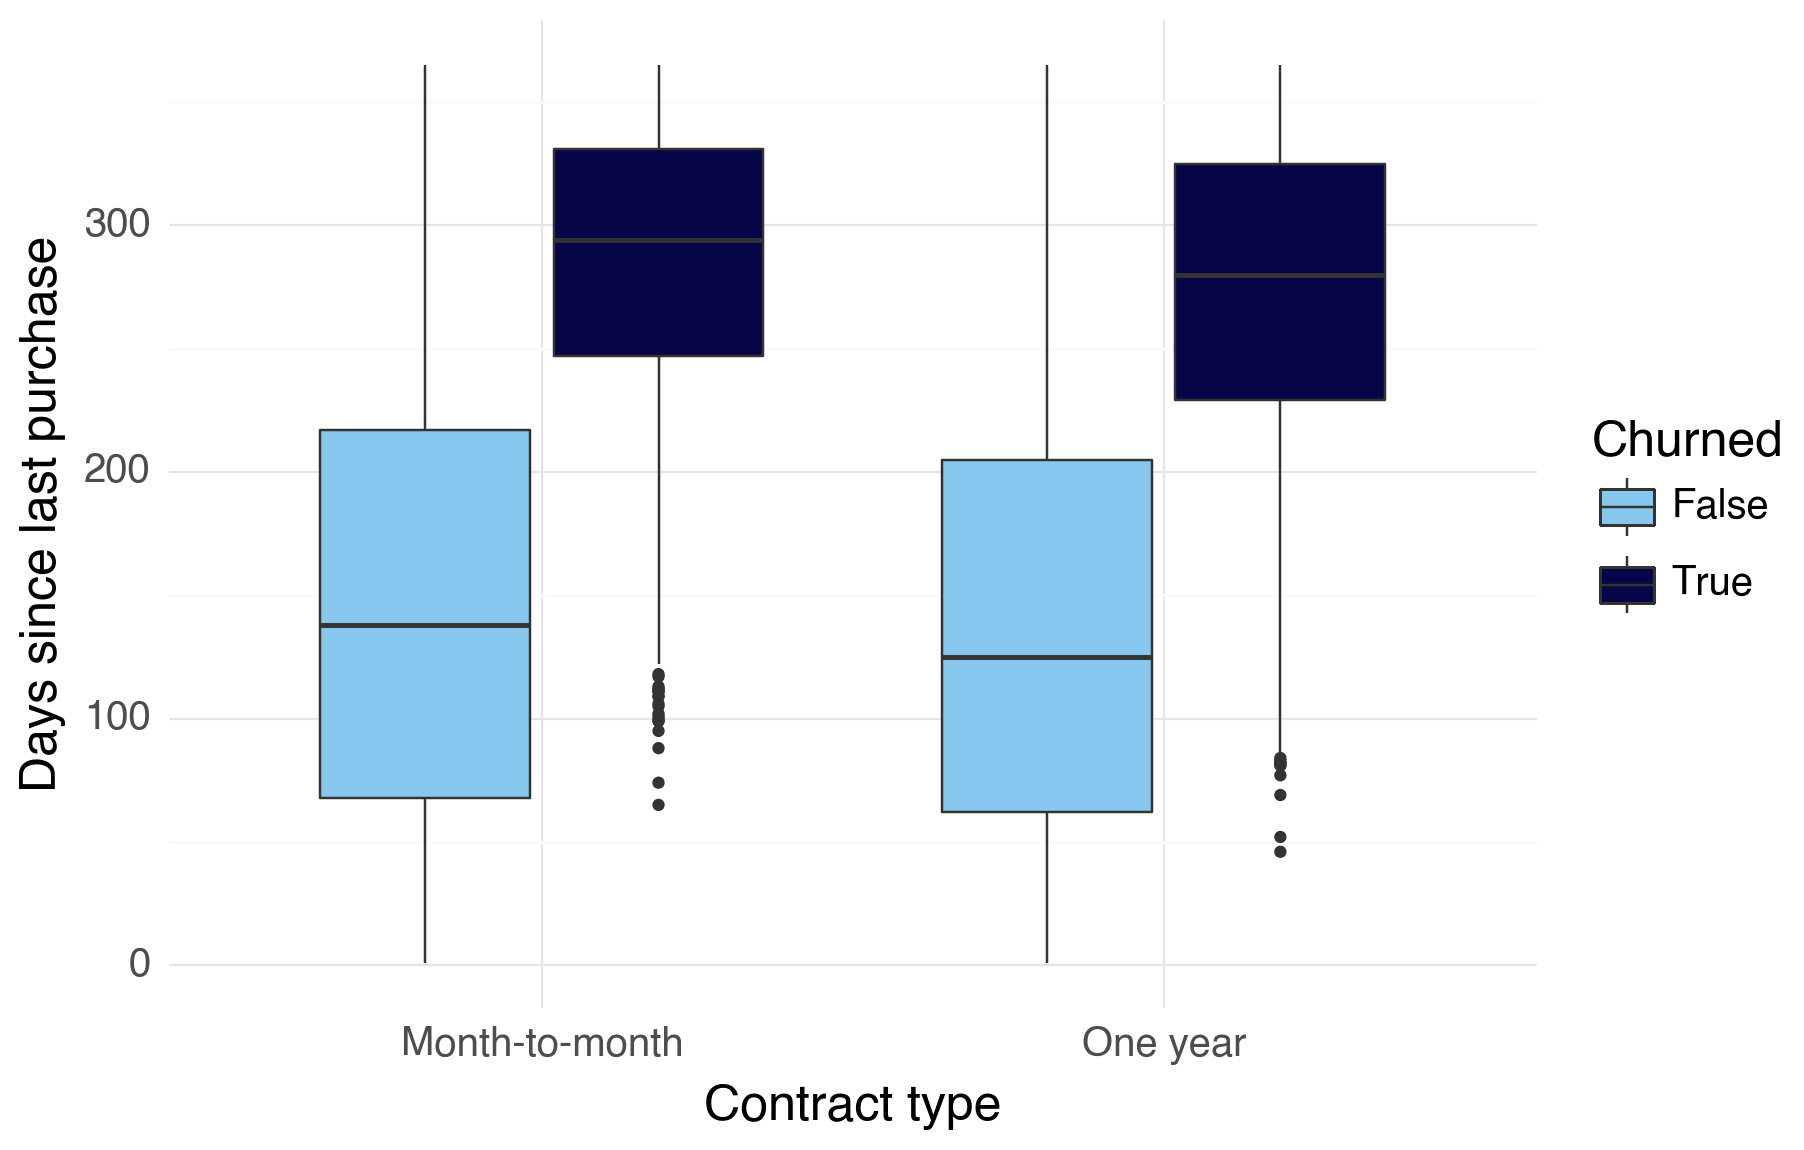 Days since last purchase
300
200
100
0
Month-to-month
One year
Contract type
Churned
False
True